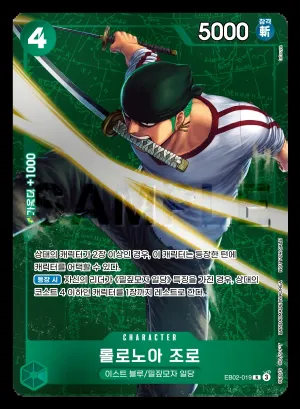 4
5000
참격
斬
카운터 +1000
SAMPLE
상대의 캐릭터가 2장 이상인 경우, 이 캐릭터는 등장한 턴에
캐릭터를 어택할 수 있다.
등장 시 자신의 리더가 《밀짚모자 일당》 특징을 가진 경우, 상대의
코스트 4 이하인 캐릭터를 1장까지 레스트로 한다.
CHARACTER
롤로노아 조로
이스트 블루/밀짚모자 일당
EB02-019 R 3